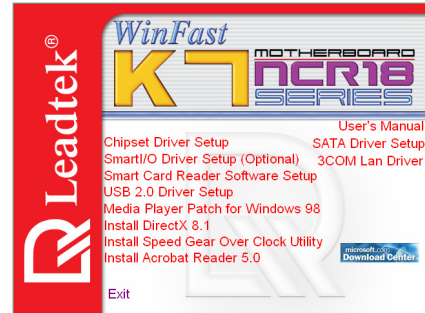 Leadtek®
WinFast
K7
MOTHERBOARD
NCR18
SERIES
User's Manual
Chipset Driver Setup
SATA Driver Setup
SmartI/O Driver Setup (Optional)
3COM Lan Driver
Smart Card Reader Software Setup
USB 2.0 Driver Setup
Media Player Patch for Windows 98
Install DirectX 8.1
Install Speed Gear Over Clock Utility
Install Acrobat Reader 5.0
microsoft.com
Download Center
Exit